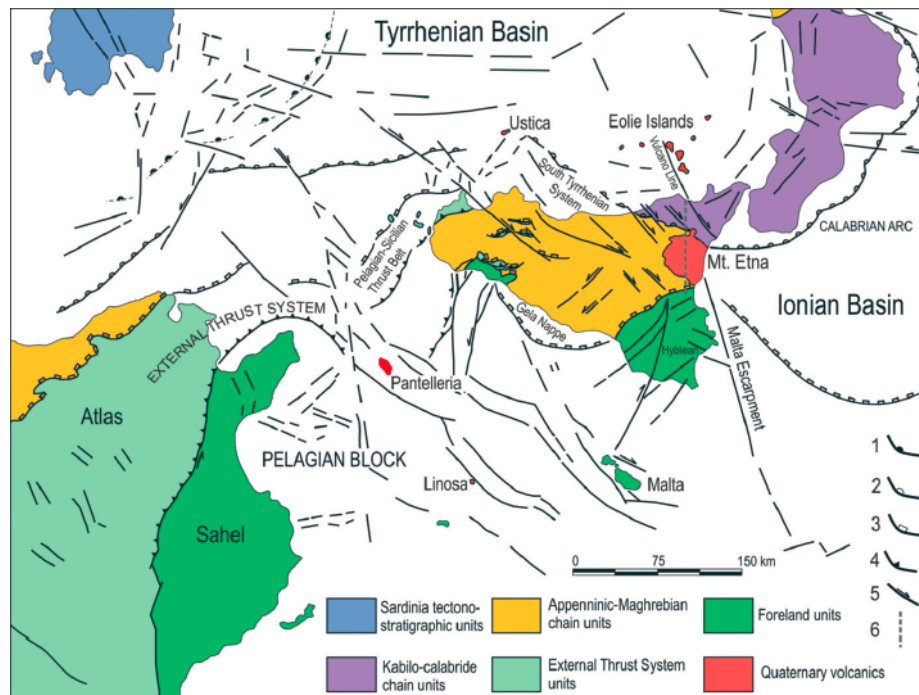 Tyrrhenian Basin
Ustica
Eolie Islands
Vulcano Line
South Tyrrhenian
System
CALABRIAN ARC
Pelagian-Sicilian
Thrust Belt
Mt. Etna
Ionian Basin
EXTERNAL THRUST SYSTEM
Gela Nappe
Hyblean
Malta Escarpment
Pantelleria
Atlas
PELAGIAN BLOCK
Linosa
Malta
Sahel
0 75 150 km
1
2
3
4
5
6
Sardinia tectono-
stratigraphic units
Appenninic-Maghrebian
chain units
Foreland units
Kabilo-calabride
chain units
External Thrust System
units
Quaternary volcanics